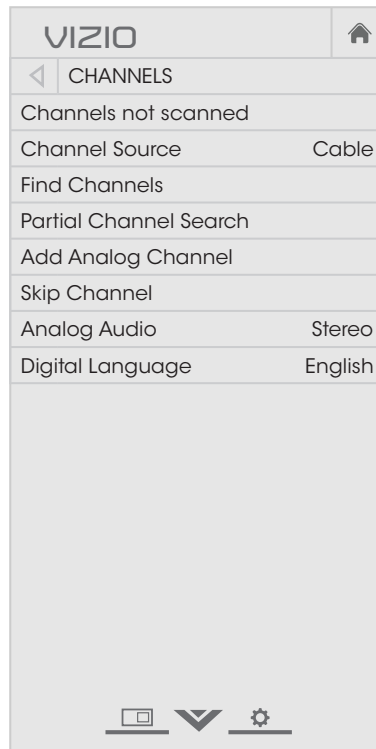 VIZIO
CHANNELS
Channels not scanned
Channel Source Cable
Find Channels
Partial Channel Search
Add Analog Channel
Skip Channel
Analog Audio Stereo
Digital Language English